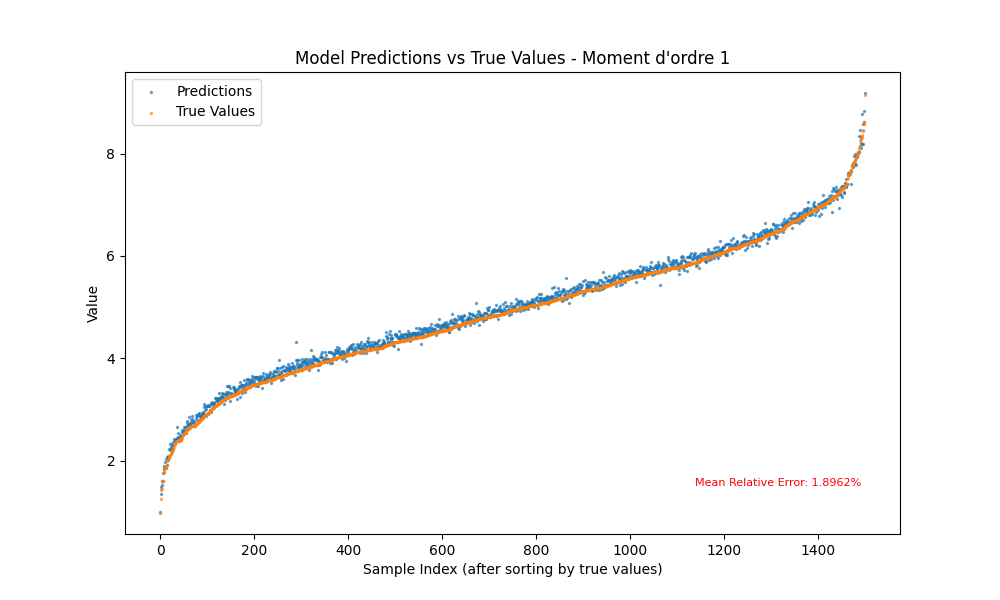 Model Predictions vs True Values - Moment d'ordre 1
Predictions
True Values
8
6
4
2
Value
Mean Relative Error: 1.8962%
0 200 400 600 800 1000 1200 1400
Sample Index (after sorting by true values)